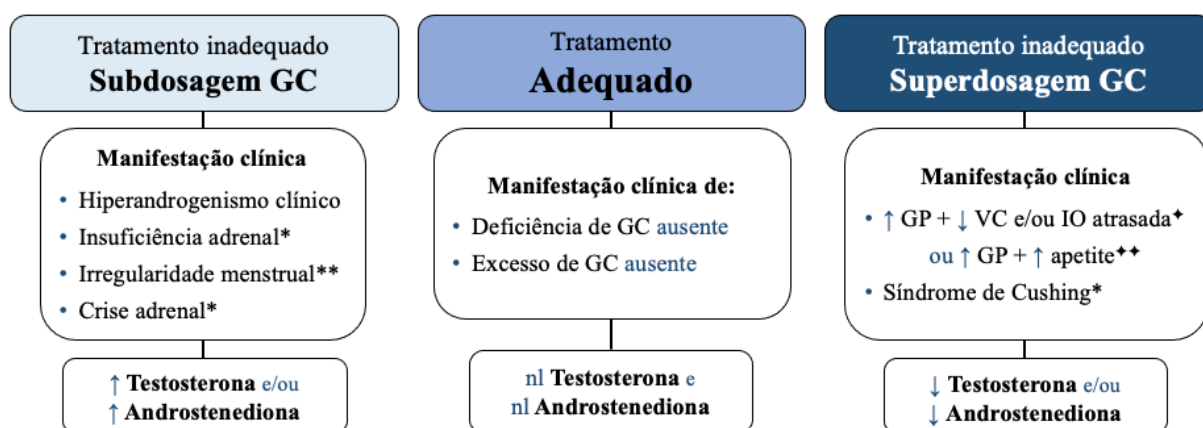 Tratamento inadequado
Subdosagem GC
Manifestação clínica
• Hiperandrogenismo clínico
• Insuficiência adrenal*
• Irregularidade menstrual**
• Crise adrenal*
↑ Testosterona e/ou
↑ Androstenediona
Tratamento
Adequado
Manifestação clínica de:
• Deficiência de GC ausente
• Excesso de GC ausente
nl Testosterona e
nl Androstenediona
Tratamento inadequado
Superdosagem GC
Manifestação clínica
• ↑ GP + ↓ VC e/ou IO atrasada✦
ou ↑ GP + ↑ apetite✦✦
• Síndrome de Cushing*
↓ Testosterona e/ou
↓ Androstenediona